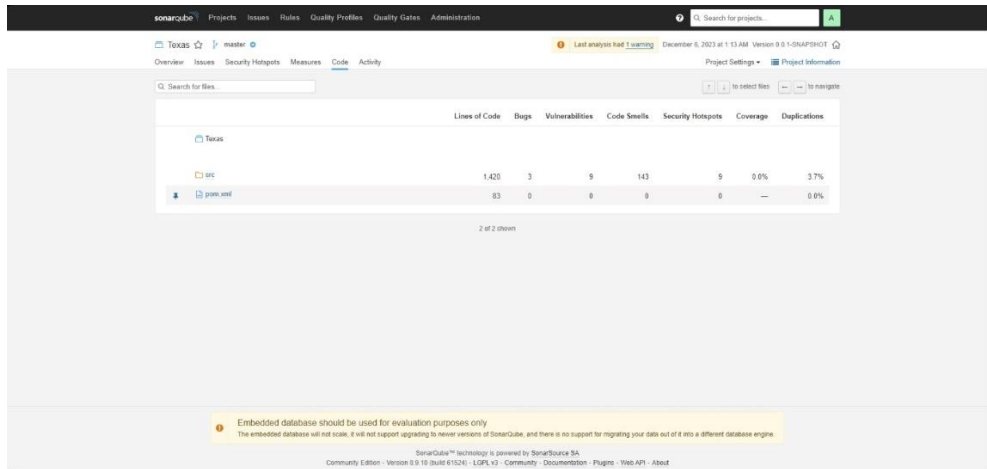 sonarqube Projects Issues Rules Quality Profiles Quality Gates Administration ? Search for projects... A
Texas master Last analysis had 1 warning December 6, 2023 at 1:13 AM Version 0.0.1-SNAPSHOT
Overview Issues Security Hotspots Measures Code Activity Project Settings Project Information
Search for files... ↑ ↓ to select files ← → to navigate
Lines of Code Bugs Vulnerabilities Code Smells Security Hotspots Coverage Duplications
Texas
src 1,420 3 9 143 9 0.0% 3.7%
pom.xml 83 0 0 0 0 — 0.0%
2 of 2 shown
Embedded database should be used for evaluation purposes only
The embedded database will not scale, it will not support upgrading to newer versions of SonarQube, and there is no support for migrating your data out of it into a different database engine.
SonarQube™ technology is powered by SonarSource SA
Community Edition - Version 8.9.10 (build 61524) - LGPL v3 - Community - Documentation - Plugins - Web API - About